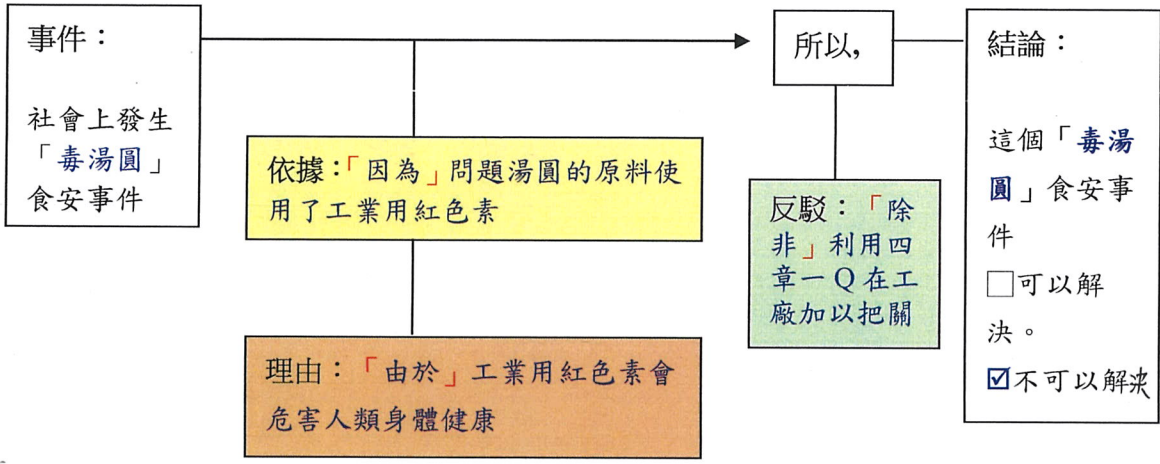 事件：
社會上發生
「毒湯圓」
食安事件
依據：「因為」問題湯圓的原料使
用了工業用紅色素
理由：「由於」工業用紅色素會
危害人類身體健康
所以,
反駁：「除
非」利用四
章一Q在工
廠加以把關
結論：
這個「毒湯
圓」食安事
件
□可以解
決。
☑不可以解決